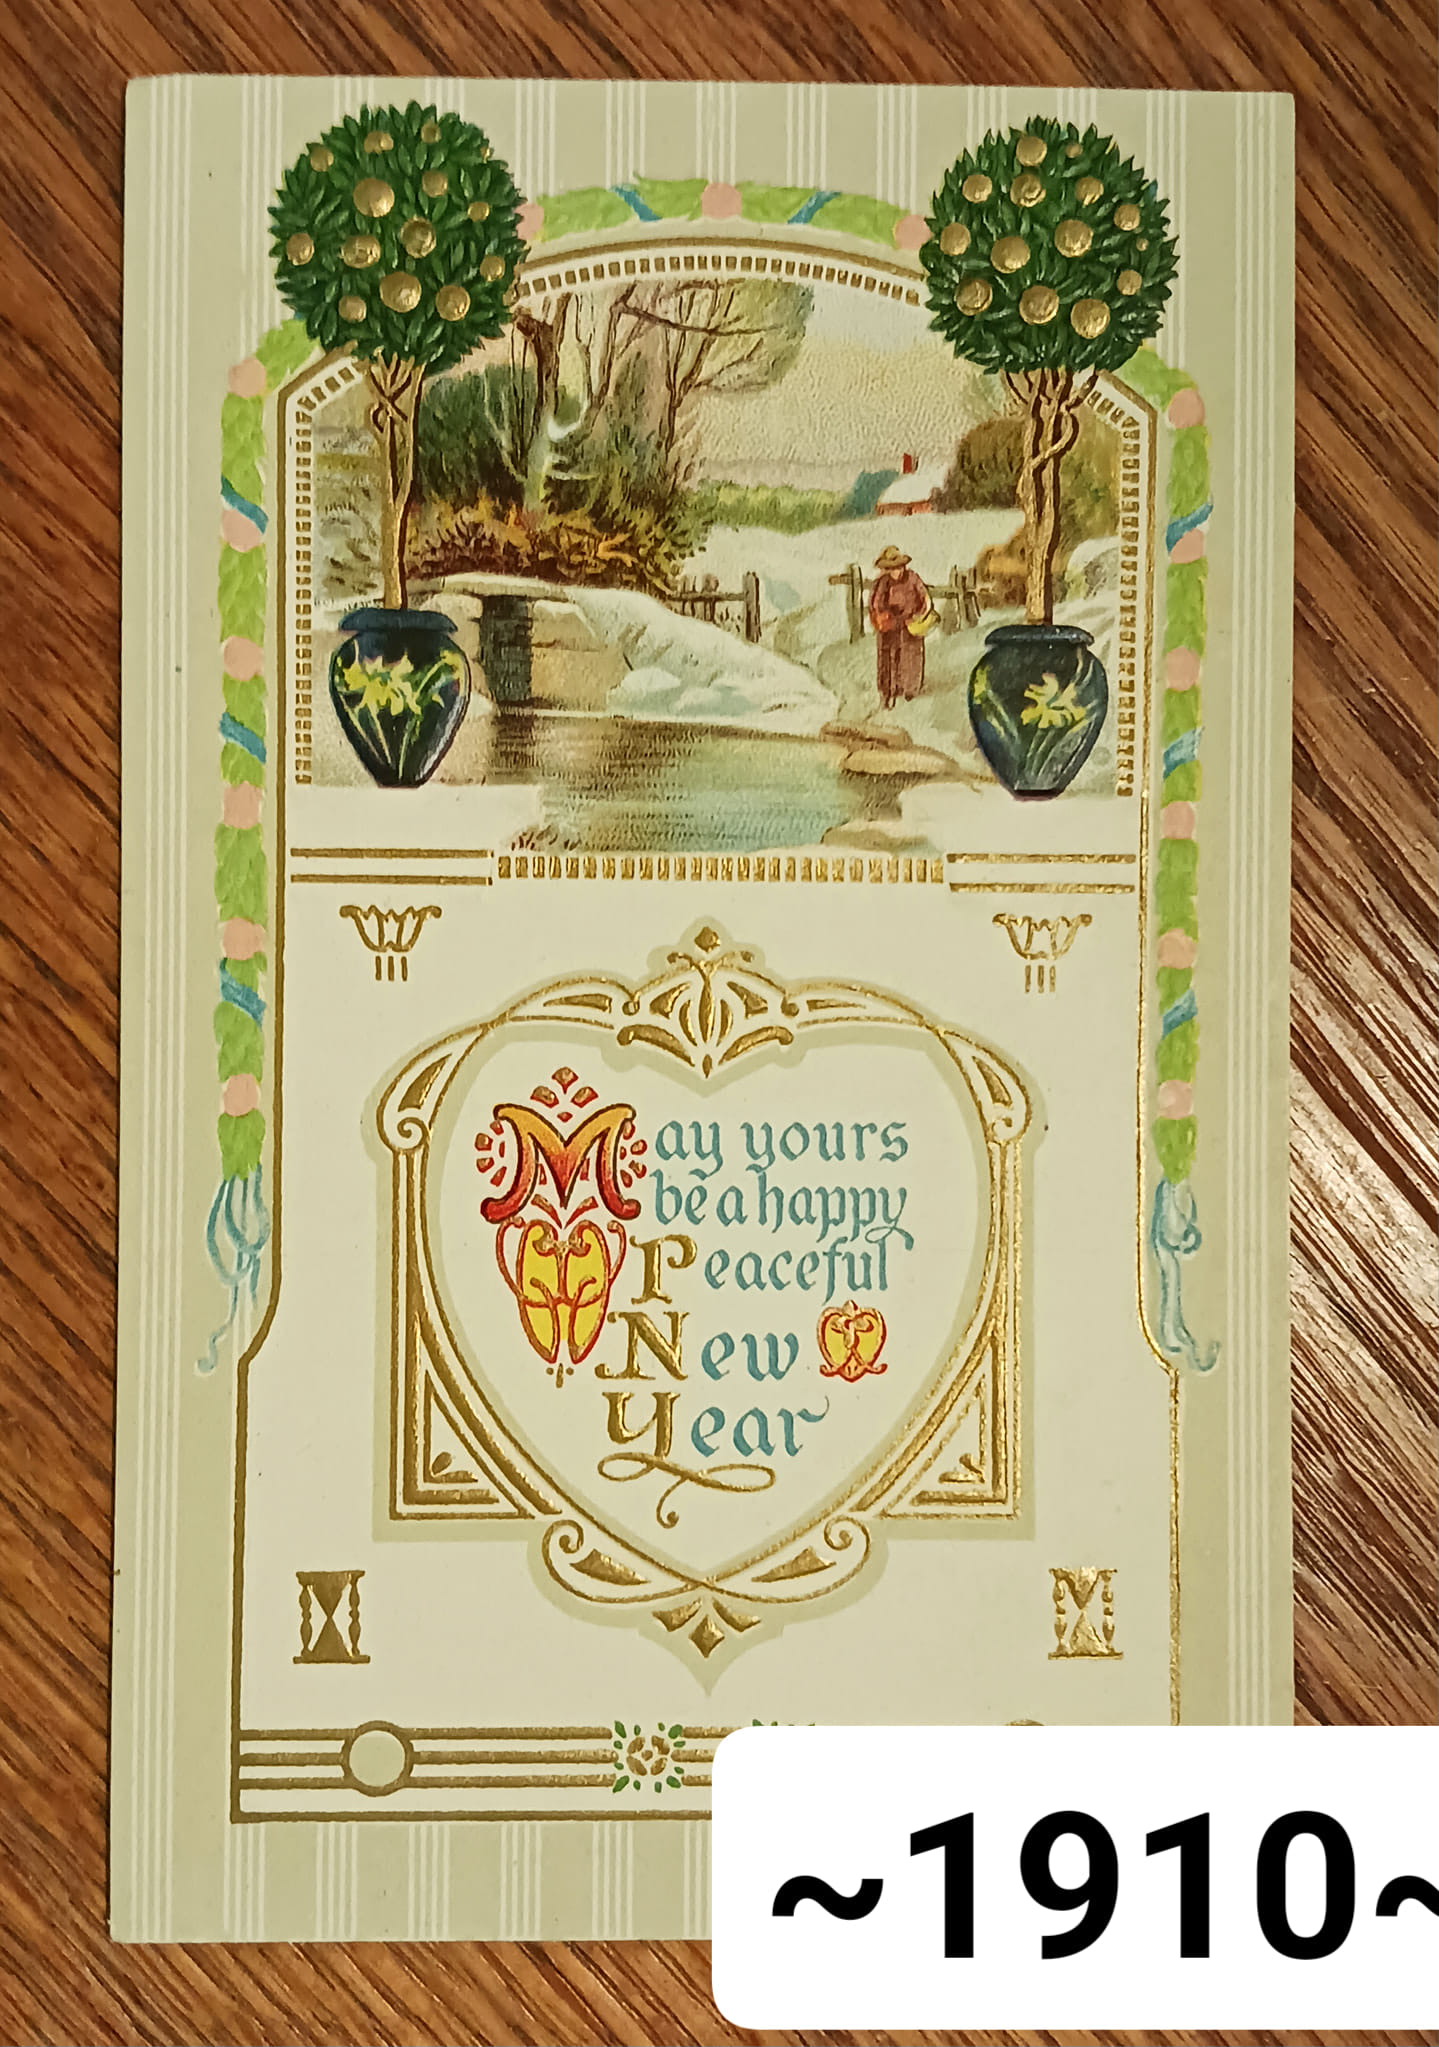 May yours
be a happy
Peaceful
New
Year
~1910~